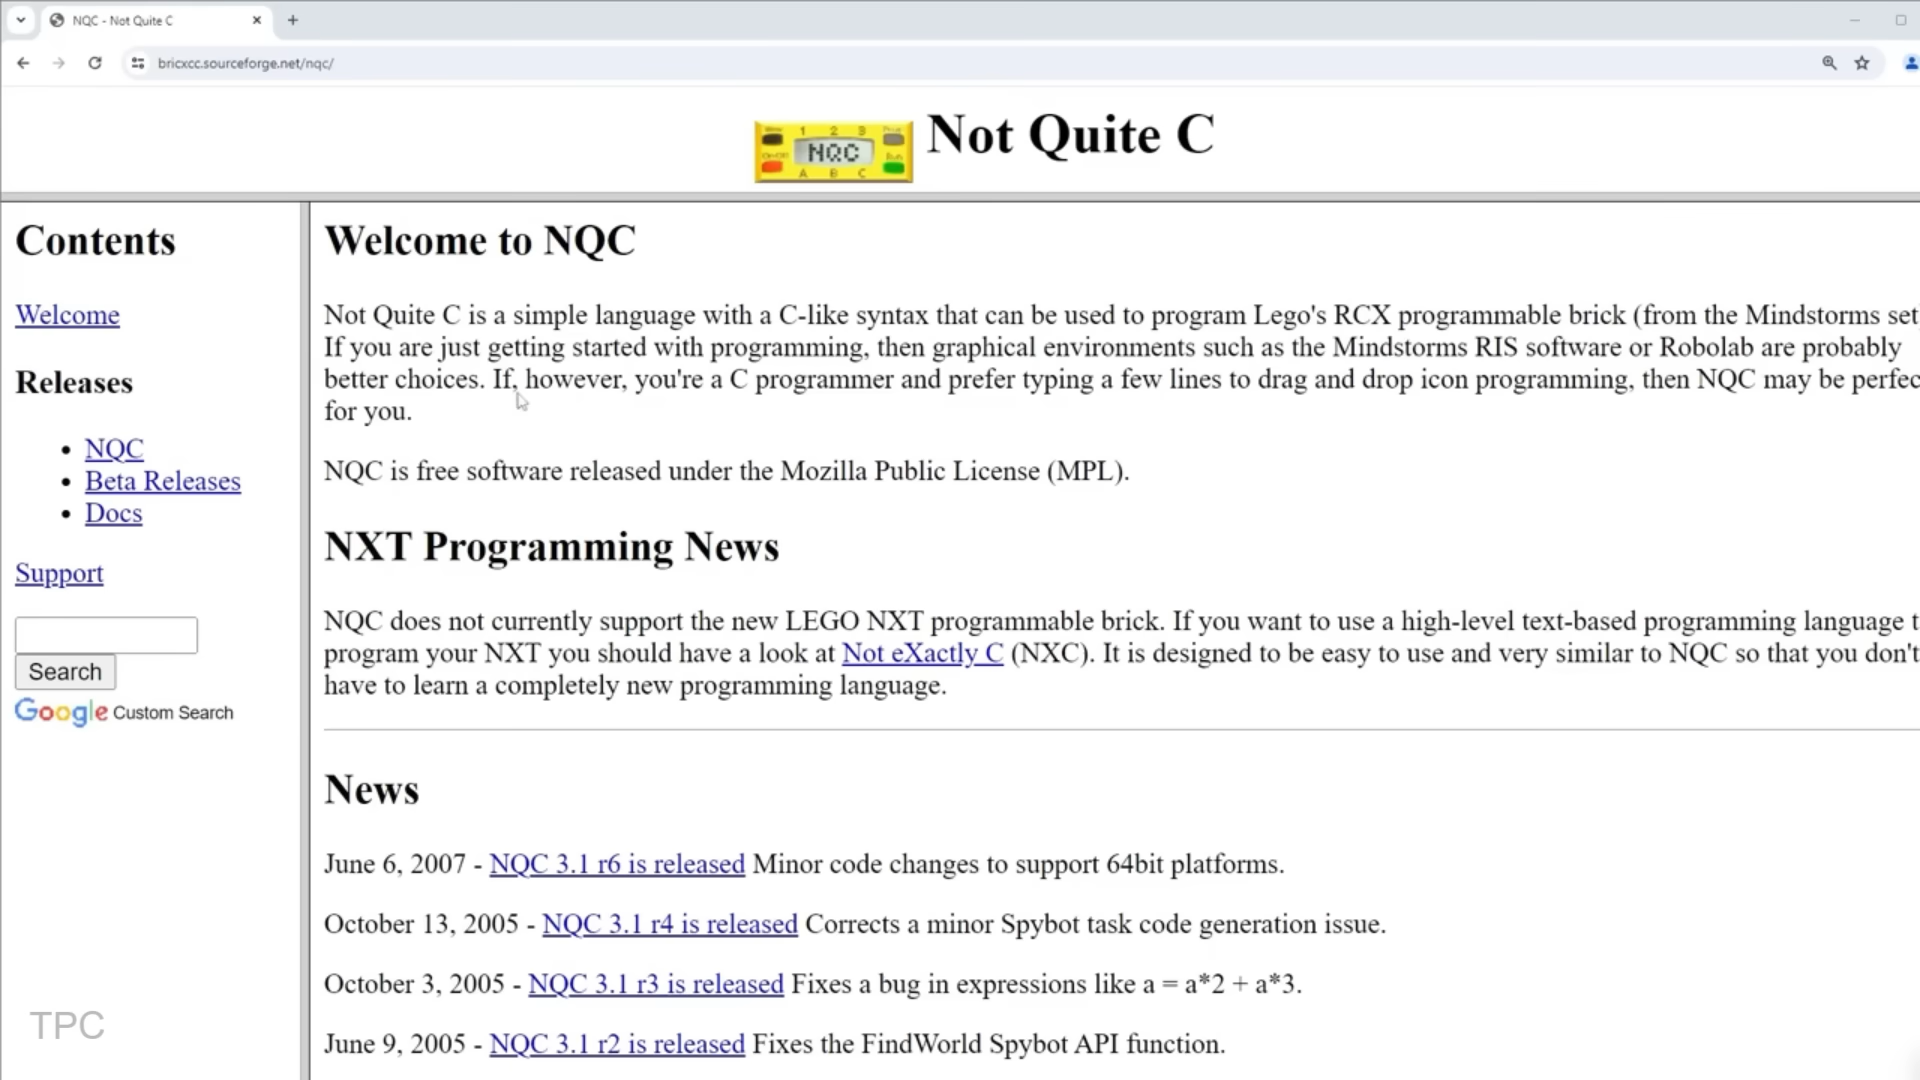 NQC - Not Quite C
bricxcc.sourceforge.net/nqc/
1 2 3
NQC
A B C
Not Quite C
Contents
Welcome
Releases
NQC
Beta Releases
Docs
Support
Search
Google Custom Search
Welcome to NQC
Not Quite C is a simple language with a C-like syntax that can be used to program Lego's RCX programmable brick (from the Mindstorms set
If you are just getting started with programming, then graphical environments such as the Mindstorms RIS software or Robolab are probably
better choices. If, however, you're a C programmer and prefer typing a few lines to drag and drop icon programming, then NQC may be perfec
for you.
NQC is free software released under the Mozilla Public License (MPL).
NXT Programming News
NQC does not currently support the new LEGO NXT programmable brick. If you want to use a high-level text-based programming language t
program your NXT you should have a look at Not eXactly C (NXC). It is designed to be easy to use and very similar to NQC so that you don't
have to learn a completely new programming language.
News
June 6, 2007 - NQC 3.1 r6 is released Minor code changes to support 64bit platforms.
October 13, 2005 - NQC 3.1 r4 is released Corrects a minor Spybot task code generation issue.
October 3, 2005 - NQC 3.1 r3 is released Fixes a bug in expressions like a = a*2 + a*3.
June 9, 2005 - NQC 3.1 r2 is released Fixes the FindWorld Spybot API function.
TPC